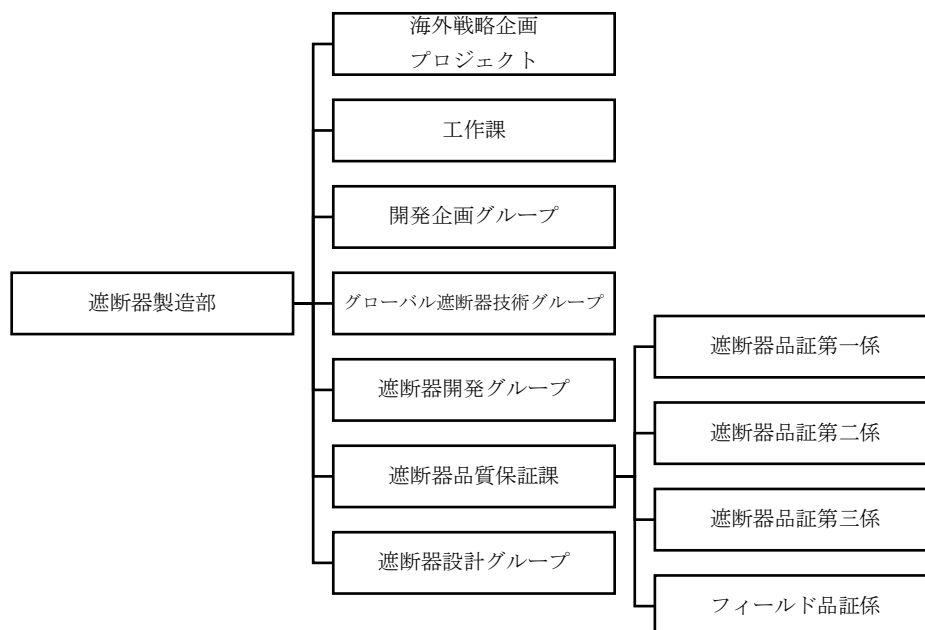 海外戦略企画
プロジェクト
工作課
開発企画グループ
遮断器製造部
グローバル遮断器技術グループ
遮断器開発グループ
遮断器品質保証課
遮断器設計グループ
遮断器品証第一係
遮断器品証第二係
遮断器品証第三係
フィールド品証係